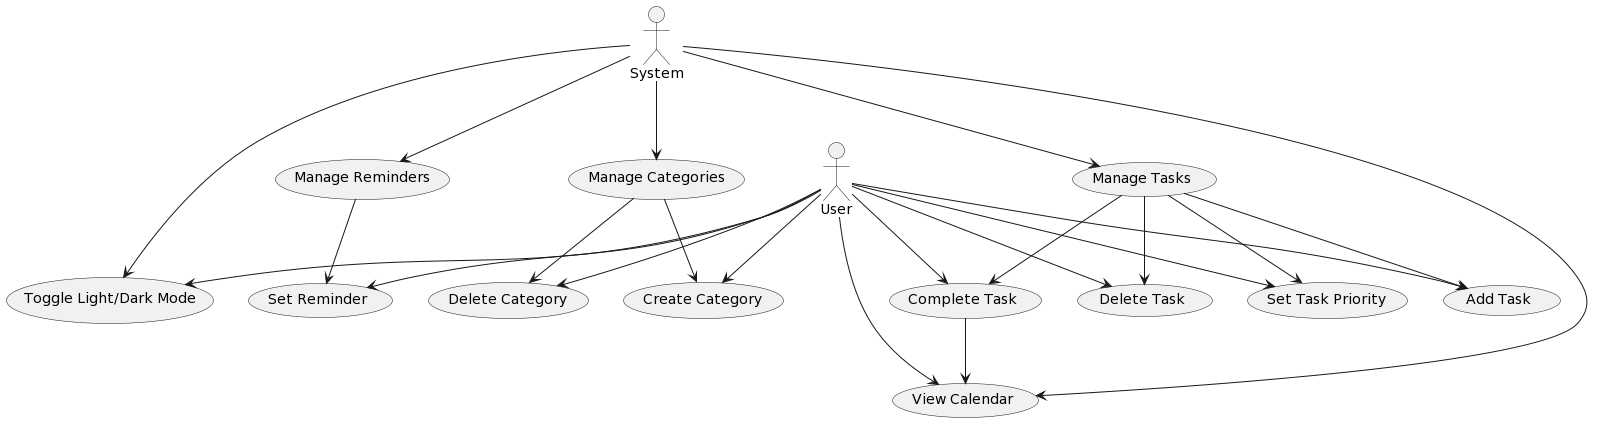 System
Manage Reminders
Manage Categories
Manage Tasks
User
Toggle Light/Dark Mode
Set Reminder
Delete Category
Create Category
Complete Task
Delete Task
Set Task Priority
Add Task
View Calendar